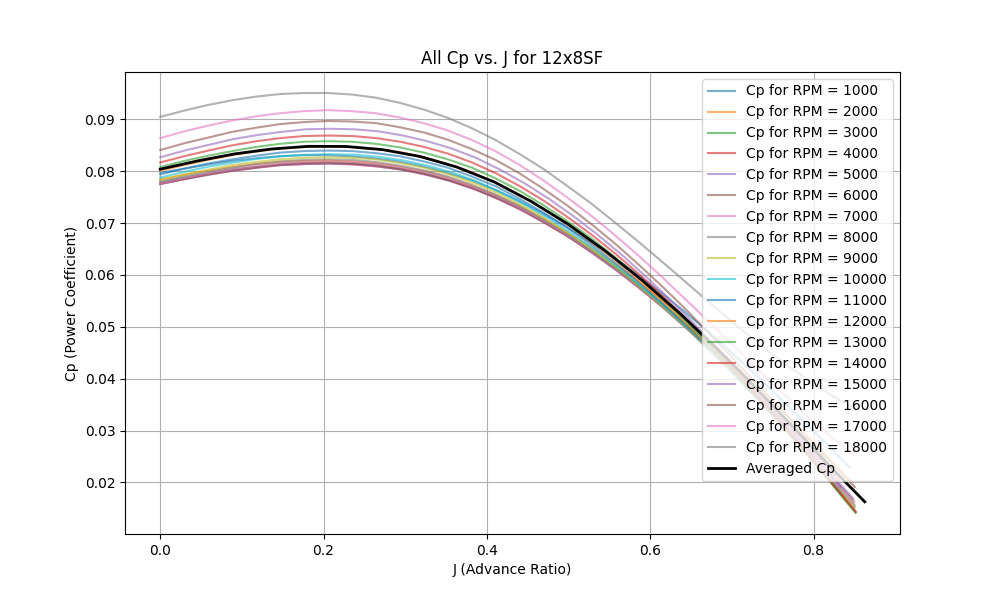 All Cp vs. J for 12x8SF
Cp (Power Coefficient)
0.09
0.08
0.07
0.06
0.05
0.04
0.03
0.02
Cp for RPM = 1000
Cp for RPM = 2000
Cp for RPM = 3000
Cp for RPM = 4000
Cp for RPM = 5000
Cp for RPM = 6000
Cp for RPM = 7000
Cp for RPM = 8000
Cp for RPM = 9000
Cp for RPM = 10000
Cp for RPM = 11000
Cp for RPM = 12000
Cp for RPM = 13000
Cp for RPM = 14000
Cp for RPM = 15000
Cp for RPM = 16000
Cp for RPM = 17000
Cp for RPM = 18000
Averaged Cp
0.0 0.2 0.4 0.6 0.8
J (Advance Ratio)